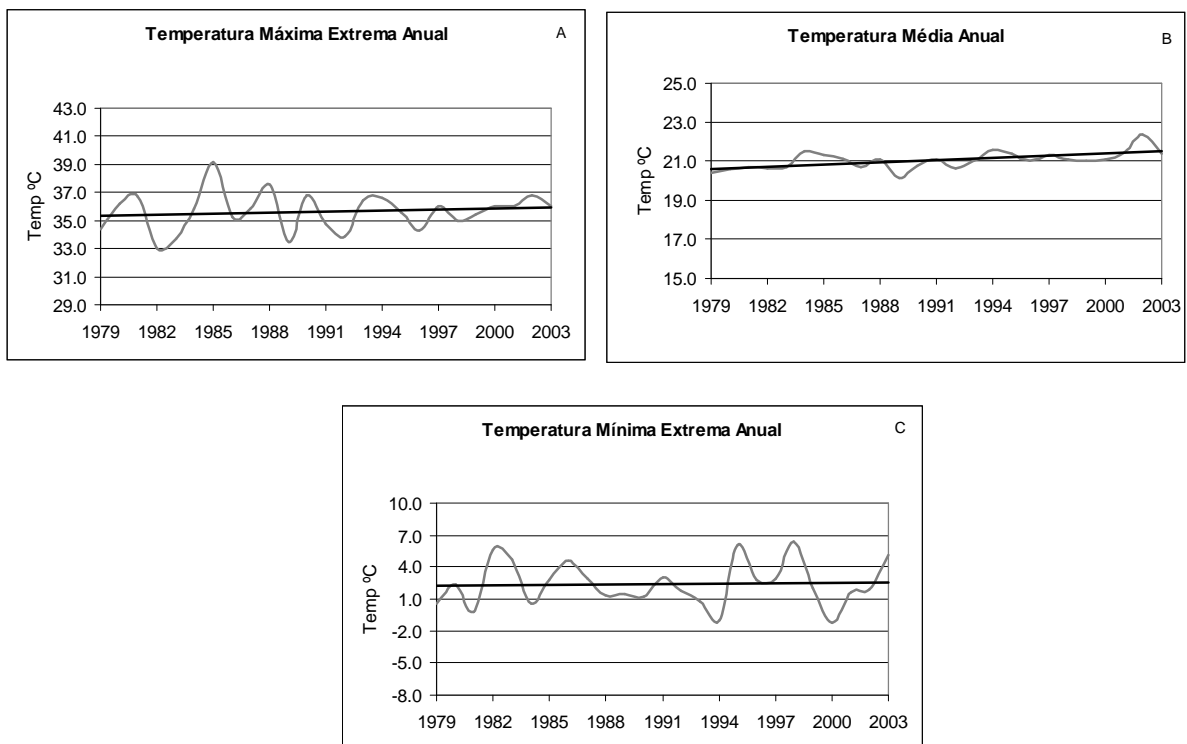 Temperatura Máxima Extrema Anual
A
Temp ºC
43.0
41.0
39.0
37.0
35.0
33.0
31.0
29.0
1979 1982 1985 1988 1991 1994 1997 2000 2003
Temperatura Média Anual
B
Temp ºC
25.0
23.0
21.0
19.0
17.0
15.0
1979 1982 1985 1988 1991 1994 1997 2000 2003
Temperatura Mínima Extrema Anual
C
Temp ºC
10.0
7.0
4.0
1.0
-2.0
-5.0
-8.0
1979 1982 1985 1988 1991 1994 1997 2000 2003